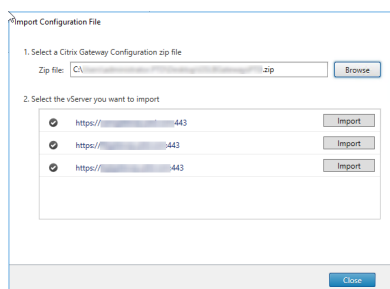 Import Configuration File
1. Select a Citrix Gateway Configuration zip file
Zip file: C:\ .zip Browse
2. Select the vServer you want to import
https:// :443 Import
https:// :443 Import
https:// :443 Import
Close